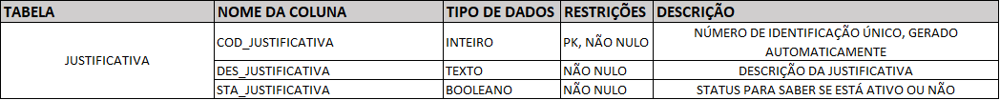 TABELA NOME DA COLUNA TIPO DE DADOS RESTRIÇÕES DESCRIÇÃO
JUSTIFICATIVA
COD_JUSTIFICATIVA INTEIRO PK, NÃO NULO NÚMERO DE IDENTIFICAÇÃO ÚNICO, GERADO
AUTOMATICAMENTE
DES_JUSTIFICATIVA TEXTO NÃO NULO DESCRIÇÃO DA JUSTIFICATIVA
STA_JUSTIFICATIVA BOOLEANO NÃO NULO STATUS PARA SABER SE ESTÁ ATIVO OU NÃO